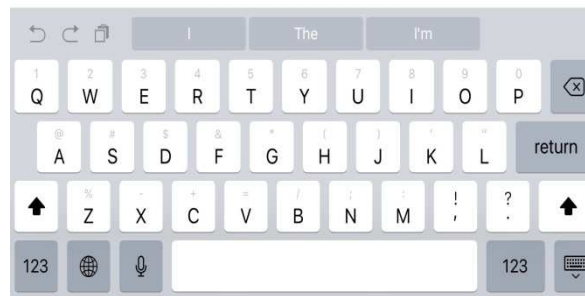 I The I'm
1 2 3 4 5 6 7 8 9 0
Q W E R T Y U I O P
@ # $ & * ( ) ' "
A S D F G H J K L return
% - + = / ; : ! ?
Z X C V B N M , .
123 123